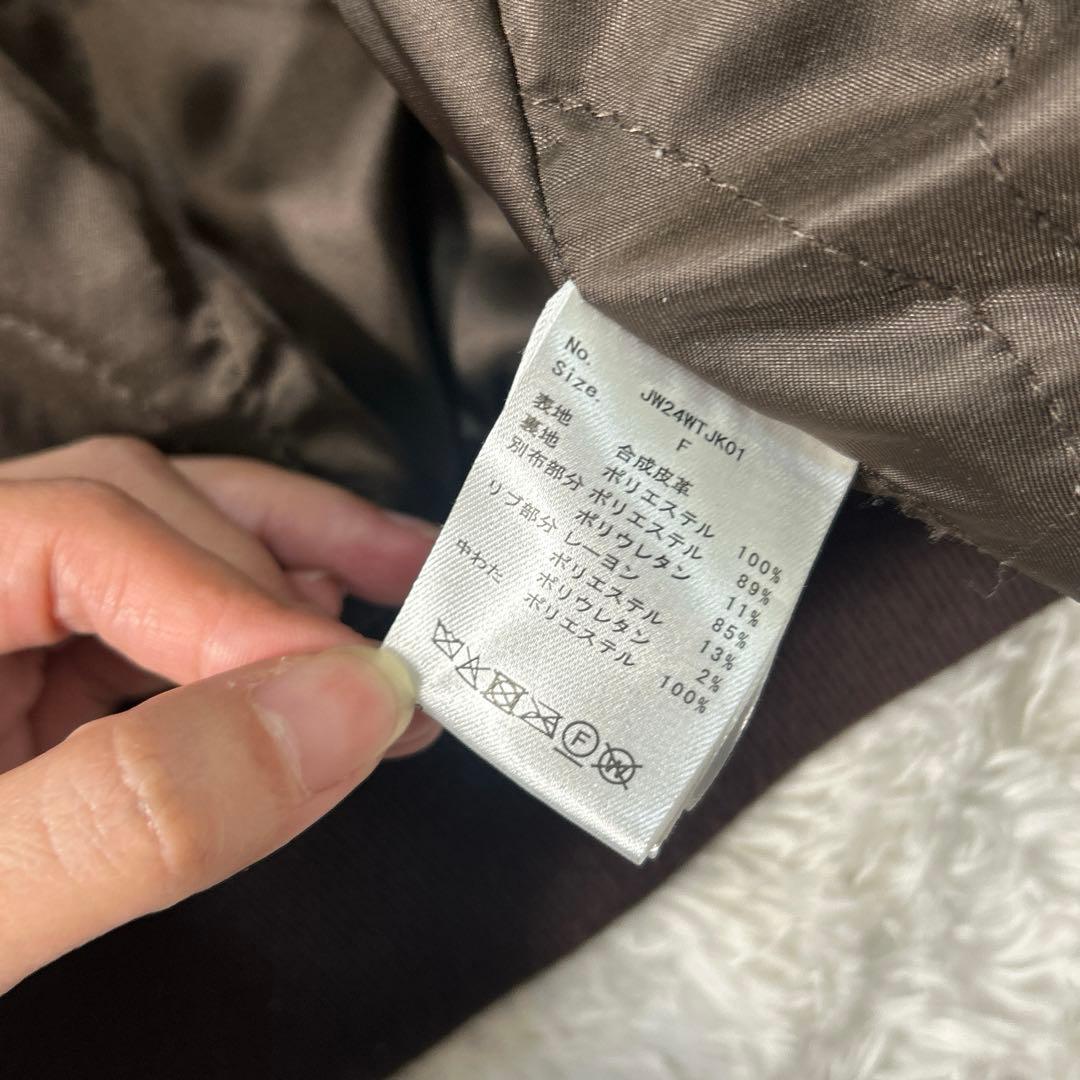 No. JW24WTJK01
Size. F
表地 合成皮革
裏地 ポリエステル 100%
別布部分 ポリエステル 89%
ポリウレタン 11%
リブ部分 レーヨン 85%
ポリエステル 13%
ポリウレタン 2%
中わた ポリエステル 100%
F
W